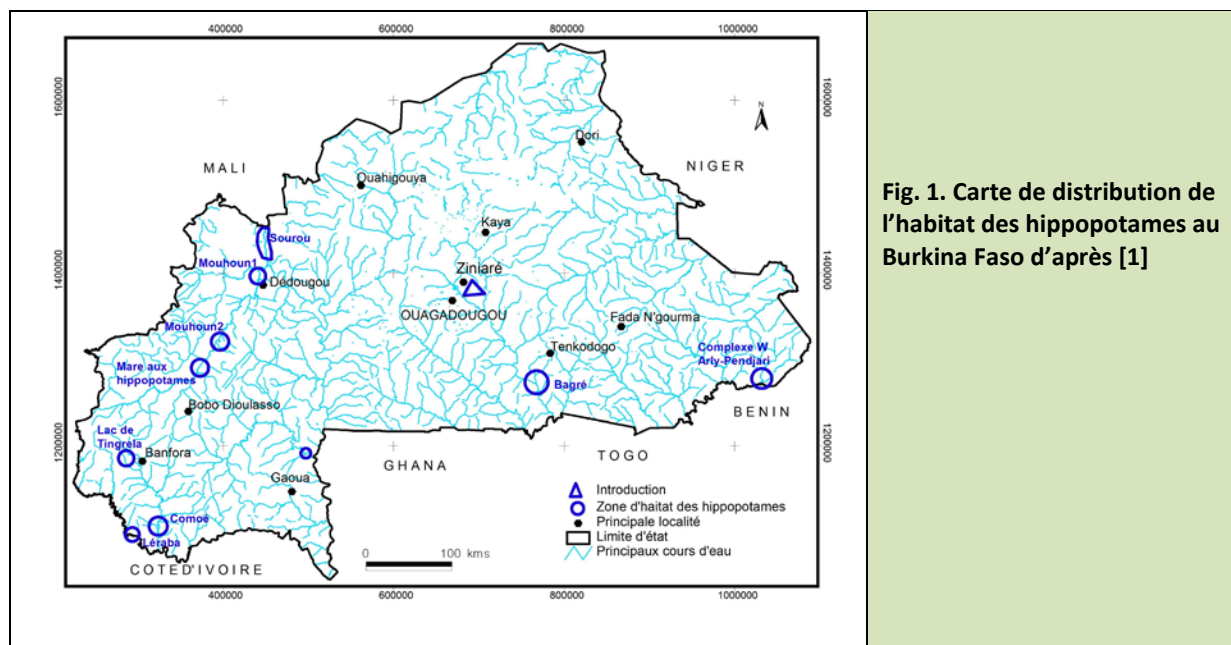 400000 600000 800000 1000000
1600000
1600000
N
Dori
MALI
NIGER
Ouahigouya
Kaya
Sourou
Ziniaré
Mouhoun1
1400000
1400000
Dédougou
OUAGADOUGOU
Fada N'gourma
Mouhoun2
Tenkodogo
Complexe W
Arly-Pendjari
Mare aux
hippopotames
Bagré
Bobo Dioulasso
BENIN
Lac de
Tingréla
1200000
1200000
Banfora
GHANA
TOGO
Gaoua
Introduction
Zone d'haitat des hippopotames
Comoé
Principale localité
Léraba
Limite d'état
0 100 kms
Principaux cours d'eau
COTED'IVOIRE
400000 600000 800000 1000000
Fig. 1. Carte de distribution de
l'habitat des hippopotames au
Burkina Faso d'après [1]